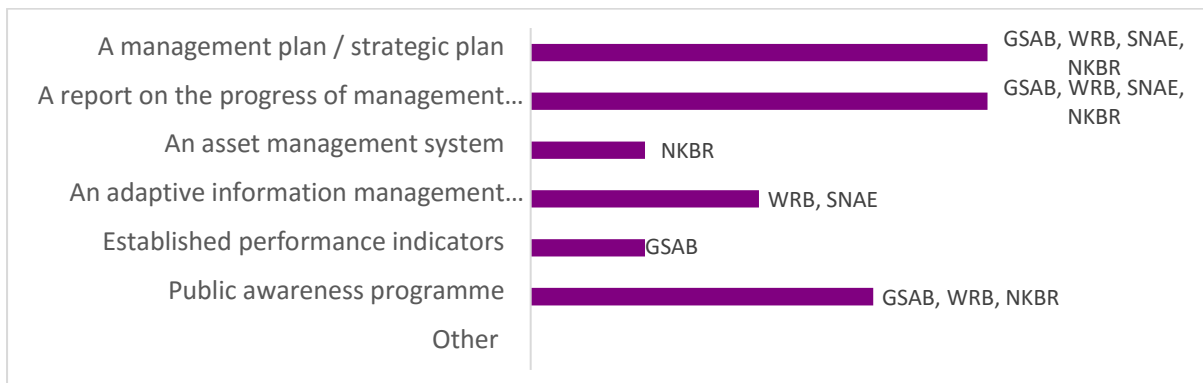 A management plan / strategic plan
GSAB, WRB, SNAE,
NKBR
A report on the progress of management...
GSAB, WRB, SNAE,
NKBR
An asset management system
NKBR
An adaptive information management...
WRB, SNAE
Established performance indicators
GSAB
Public awareness programme
GSAB, WRB, NKBR
Other